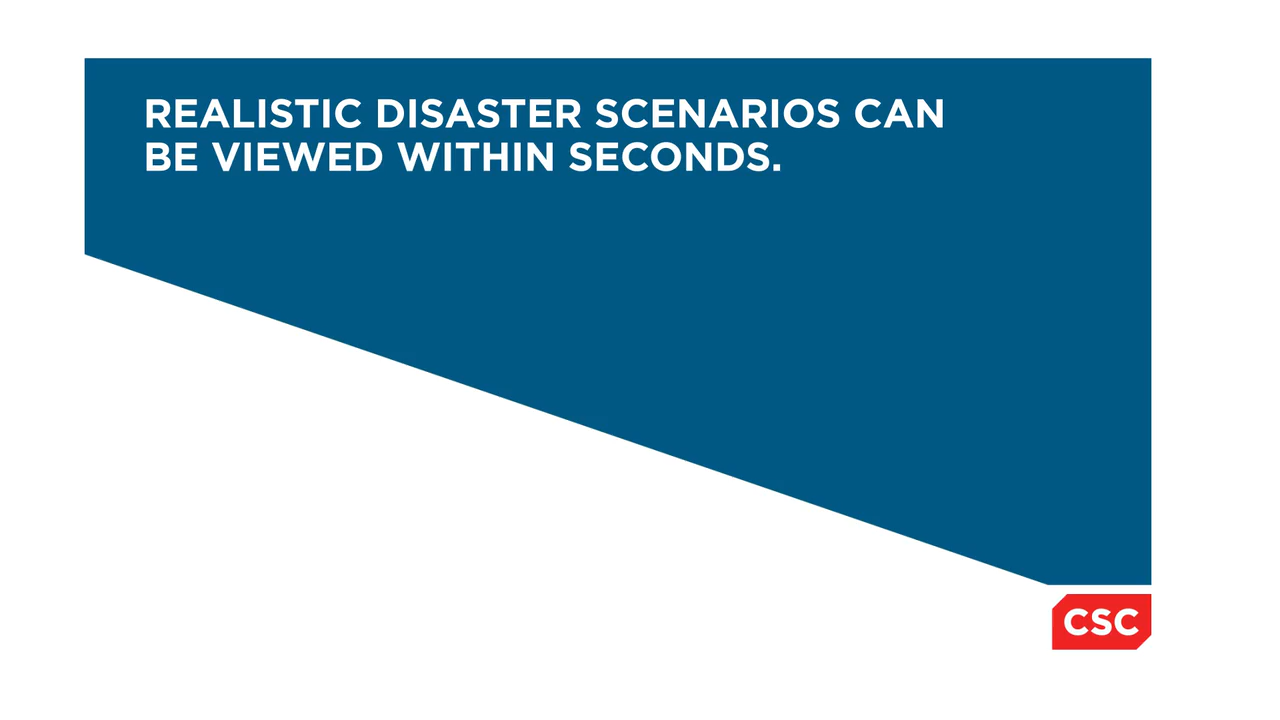 REALISTIC DISASTER SCENARIOS CAN
BE VIEWED WITHIN SECONDS.
CSC